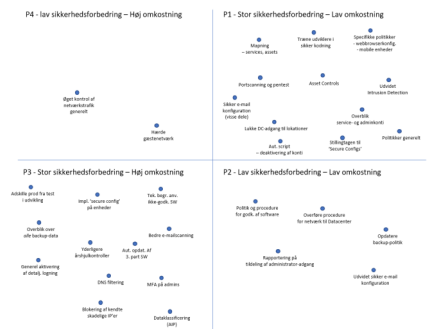 P4 - lav sikkerhedsforbedring – Høj omkostning
Øget kontrol af
netværkstrafik
generelt
Hærde
gæstenetværk
P1 - Stor sikkerhedsforbedring – Lav omkostning
Mapning
– services, assets
Træne udviklere i
sikker kodning
Specifikke politikker
- webbrowserkonfig.
- mobile enheder
Portscanning og pentest
Asset Controls
Udvidet
Intrusion Detection
Sikker e-mail
konfiguration
(visse dele)
Lukke DC-adgang til lokationer
Overblik
service- og adminkonti
Aut. script
– deaktivering af konti
Stillingtagen til
'Secure Configs'
Politikker generelt
P3 - Stor sikkerhedsforbedring – Høj omkostning
Adskille prod fra test
i udvikling
Impl. 'secure config'
på enheder
Tek. begr. anv.
ikke-godk. SW
Overblik over
alle backup-data
Yderligere
årshjulkontroller
Aut. opdat. Af
3. part SW
Bedre e-mailscanning
Generel aktivering
af detalj. logning
DNS filtrering
MFA på admins
Blokering af kendte
skadelige IP'er
Dataklassificering
(AIP)
P2 - Lav sikkerhedsforbedring – Lav omkostning
Politik og procedure
for godk. af software
Overføre procedure
for netværk til Datacenter
Opdatere
backup-politik
Rapportering på
tildeling af administrator-adgang
Udvidet sikker e-mail
konfiguration